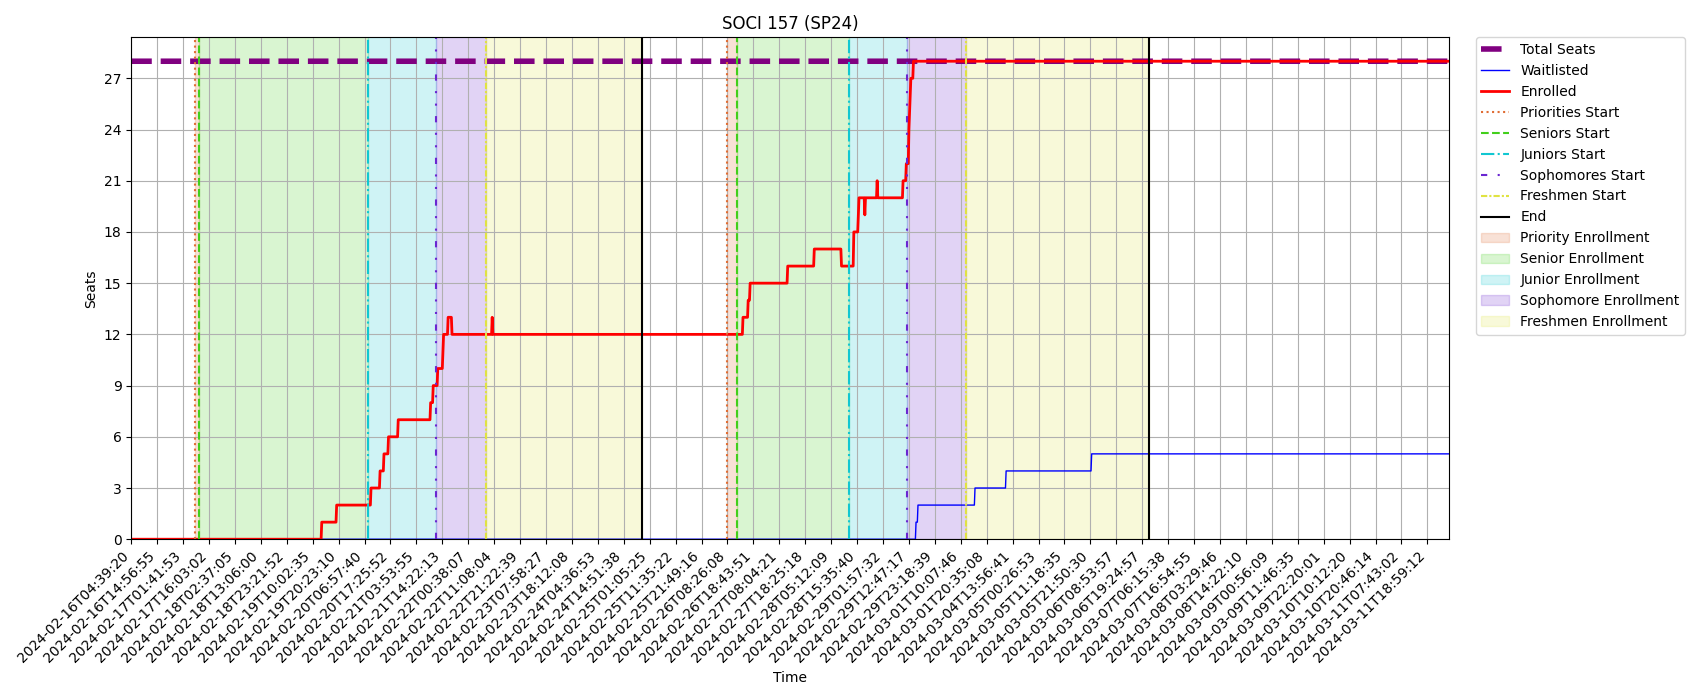 SOCI 157 (SP24)
Seats
27
24
21
18
15
12
9
6
3
0
2024-02-16T04:39:20
2024-02-16T14:56:55
2024-02-17T01:41:53
2024-02-17T16:03:02
2024-02-18T02:37:05
2024-02-18T13:06:00
2024-02-18T23:21:52
2024-02-19T10:02:35
2024-02-19T20:23:10
2024-02-20T06:57:40
2024-02-20T17:25:52
2024-02-21T03:53:55
2024-02-21T14:22:13
2024-02-22T00:38:07
2024-02-22T11:08:04
2024-02-22T21:22:39
2024-02-23T07:58:27
2024-02-23T18:12:08
2024-02-24T04:36:53
2024-02-24T14:51:38
2024-02-25T01:05:25
2024-02-25T11:35:22
2024-02-25T21:49:16
2024-02-26T08:26:08
2024-02-26T18:43:51
2024-02-27T08:04:21
2024-02-27T18:25:18
2024-02-28T05:12:09
2024-02-28T15:35:40
2024-02-29T01:57:32
2024-02-29T12:47:17
2024-02-29T23:18:39
2024-03-01T10:07:46
2024-03-01T20:35:08
2024-03-04T13:56:41
2024-03-05T00:26:53
2024-03-05T11:18:35
2024-03-05T21:50:30
2024-03-06T08:53:57
2024-03-06T19:24:57
2024-03-07T06:15:38
2024-03-07T16:54:55
2024-03-08T03:29:46
2024-03-08T14:22:10
2024-03-09T00:56:09
2024-03-09T11:46:35
2024-03-09T22:20:01
2024-03-10T10:12:20
2024-03-10T20:46:14
2024-03-11T07:43:02
2024-03-11T18:59:12
Time
Total Seats
Waitlisted
Enrolled
Priorities Start
Seniors Start
Juniors Start
Sophomores Start
Freshmen Start
End
Priority Enrollment
Senior Enrollment
Junior Enrollment
Sophomore Enrollment
Freshmen Enrollment